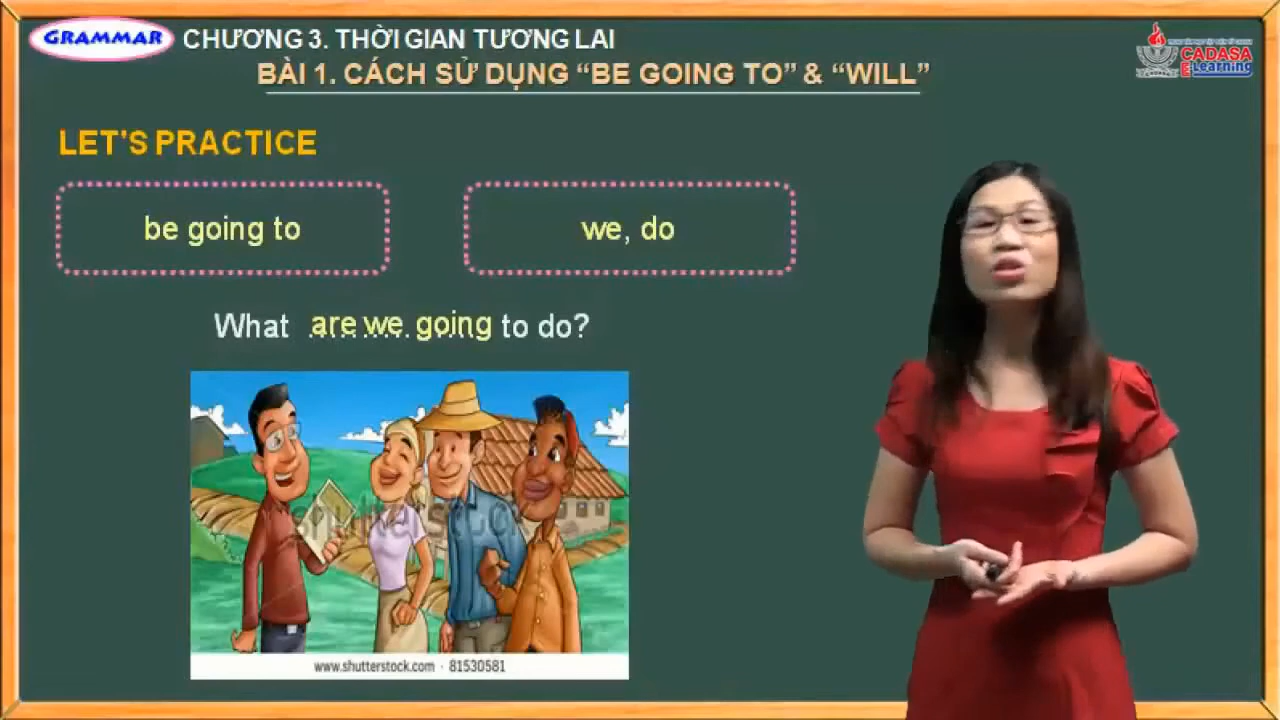 GRAMMAR
CHƯƠNG 3. THỜI GIAN TƯƠNG LAI
BÀI 1. CÁCH SỬ DỤNG “BE GOING TO” & “WILL”
CADASA
ELearning
LET'S PRACTICE
be going to
we, do
What are we going to do?
shutterstock
www.shutterstock.com · 81530581